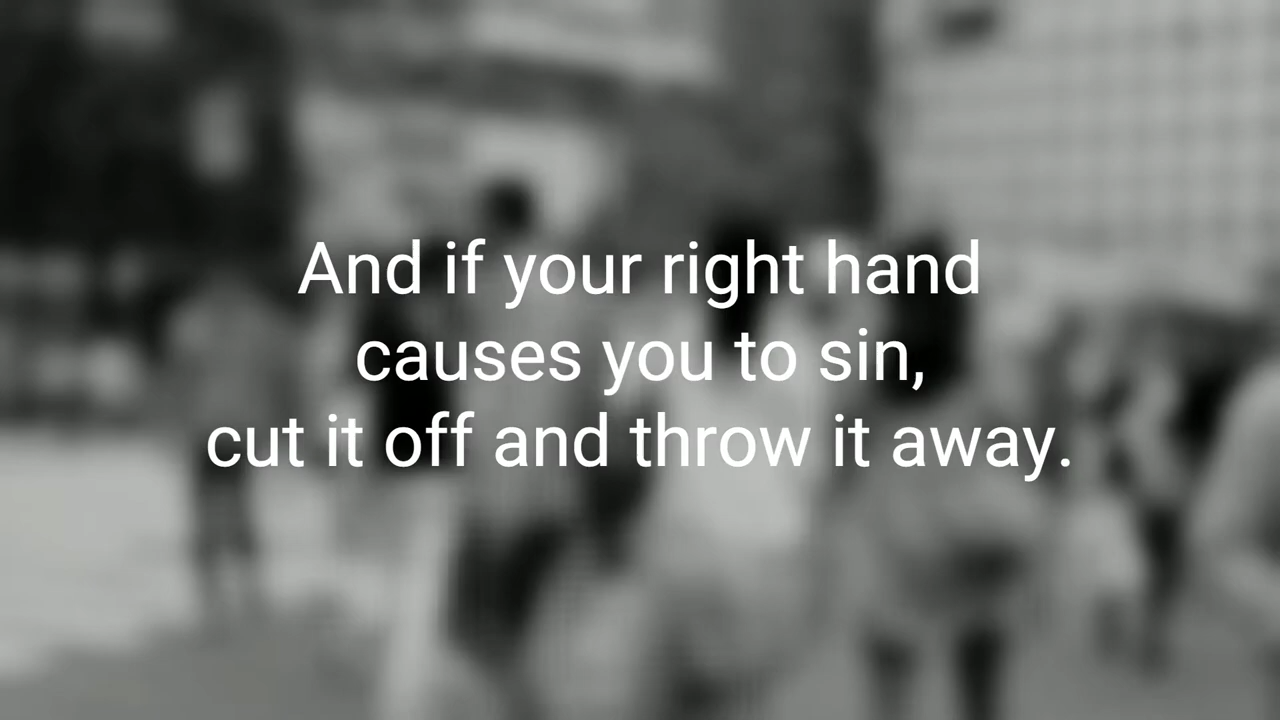 And if your right hand
causes you to sin,
cut it off and throw it away.